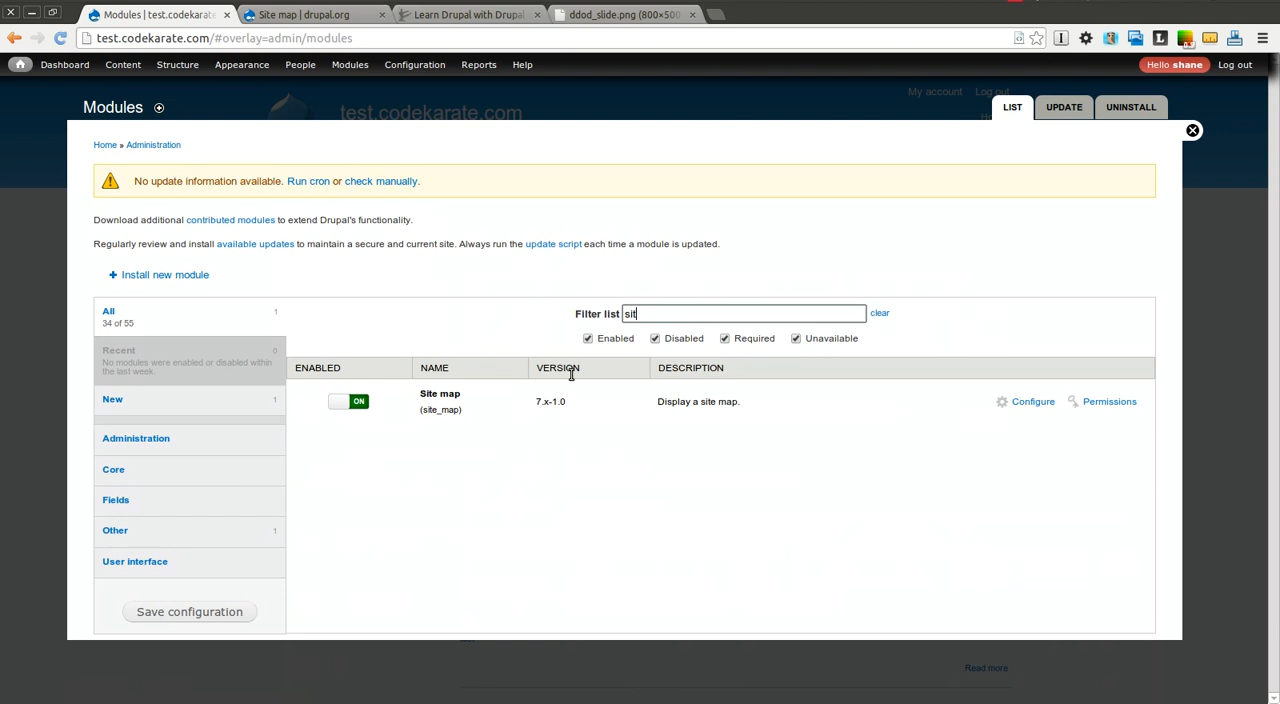 Modules | test.codekarate
Site map | drupal.org
Learn Drupal with Drupal
ddod_slide.png (800×500
test.codekarate.com/#overlay=admin/modules
Dashboard Content Structure Appearance People Modules Configuration Reports Help Hello shane Log out
My account Log out
Modules
test.codekarate.com
LIST UPDATE UNINSTALL
Home » Administration
No update information available. Run cron or check manually.
Download additional contributed modules to extend Drupal's functionality.
Regularly review and install available updates to maintain a secure and current site. Always run the update script each time a module is updated.
+ Install new module
All 1
34 of 55
Recent 0
No modules were enabled or disabled within
the last week.
New 1
Administration
Core
Fields
Other 1
User interface
Save configuration
Filter list sit clear
Enabled Disabled Required Unavailable
ENABLED NAME VERSION DESCRIPTION
ON Site map 7.x-1.0 Display a site map. Configure Permissions
(site_map)
Read more